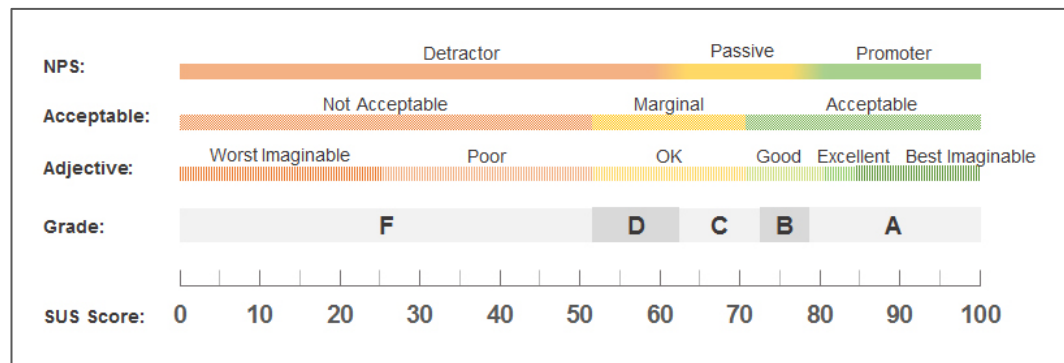 NPS: Detractor Passive Promoter
Acceptable: Not Acceptable Marginal Acceptable
Adjective: Worst Imaginable Poor OK Good Excellent Best Imaginable
Grade: F D C B A
SUS Score: 0 10 20 30 40 50 60 70 80 90 100